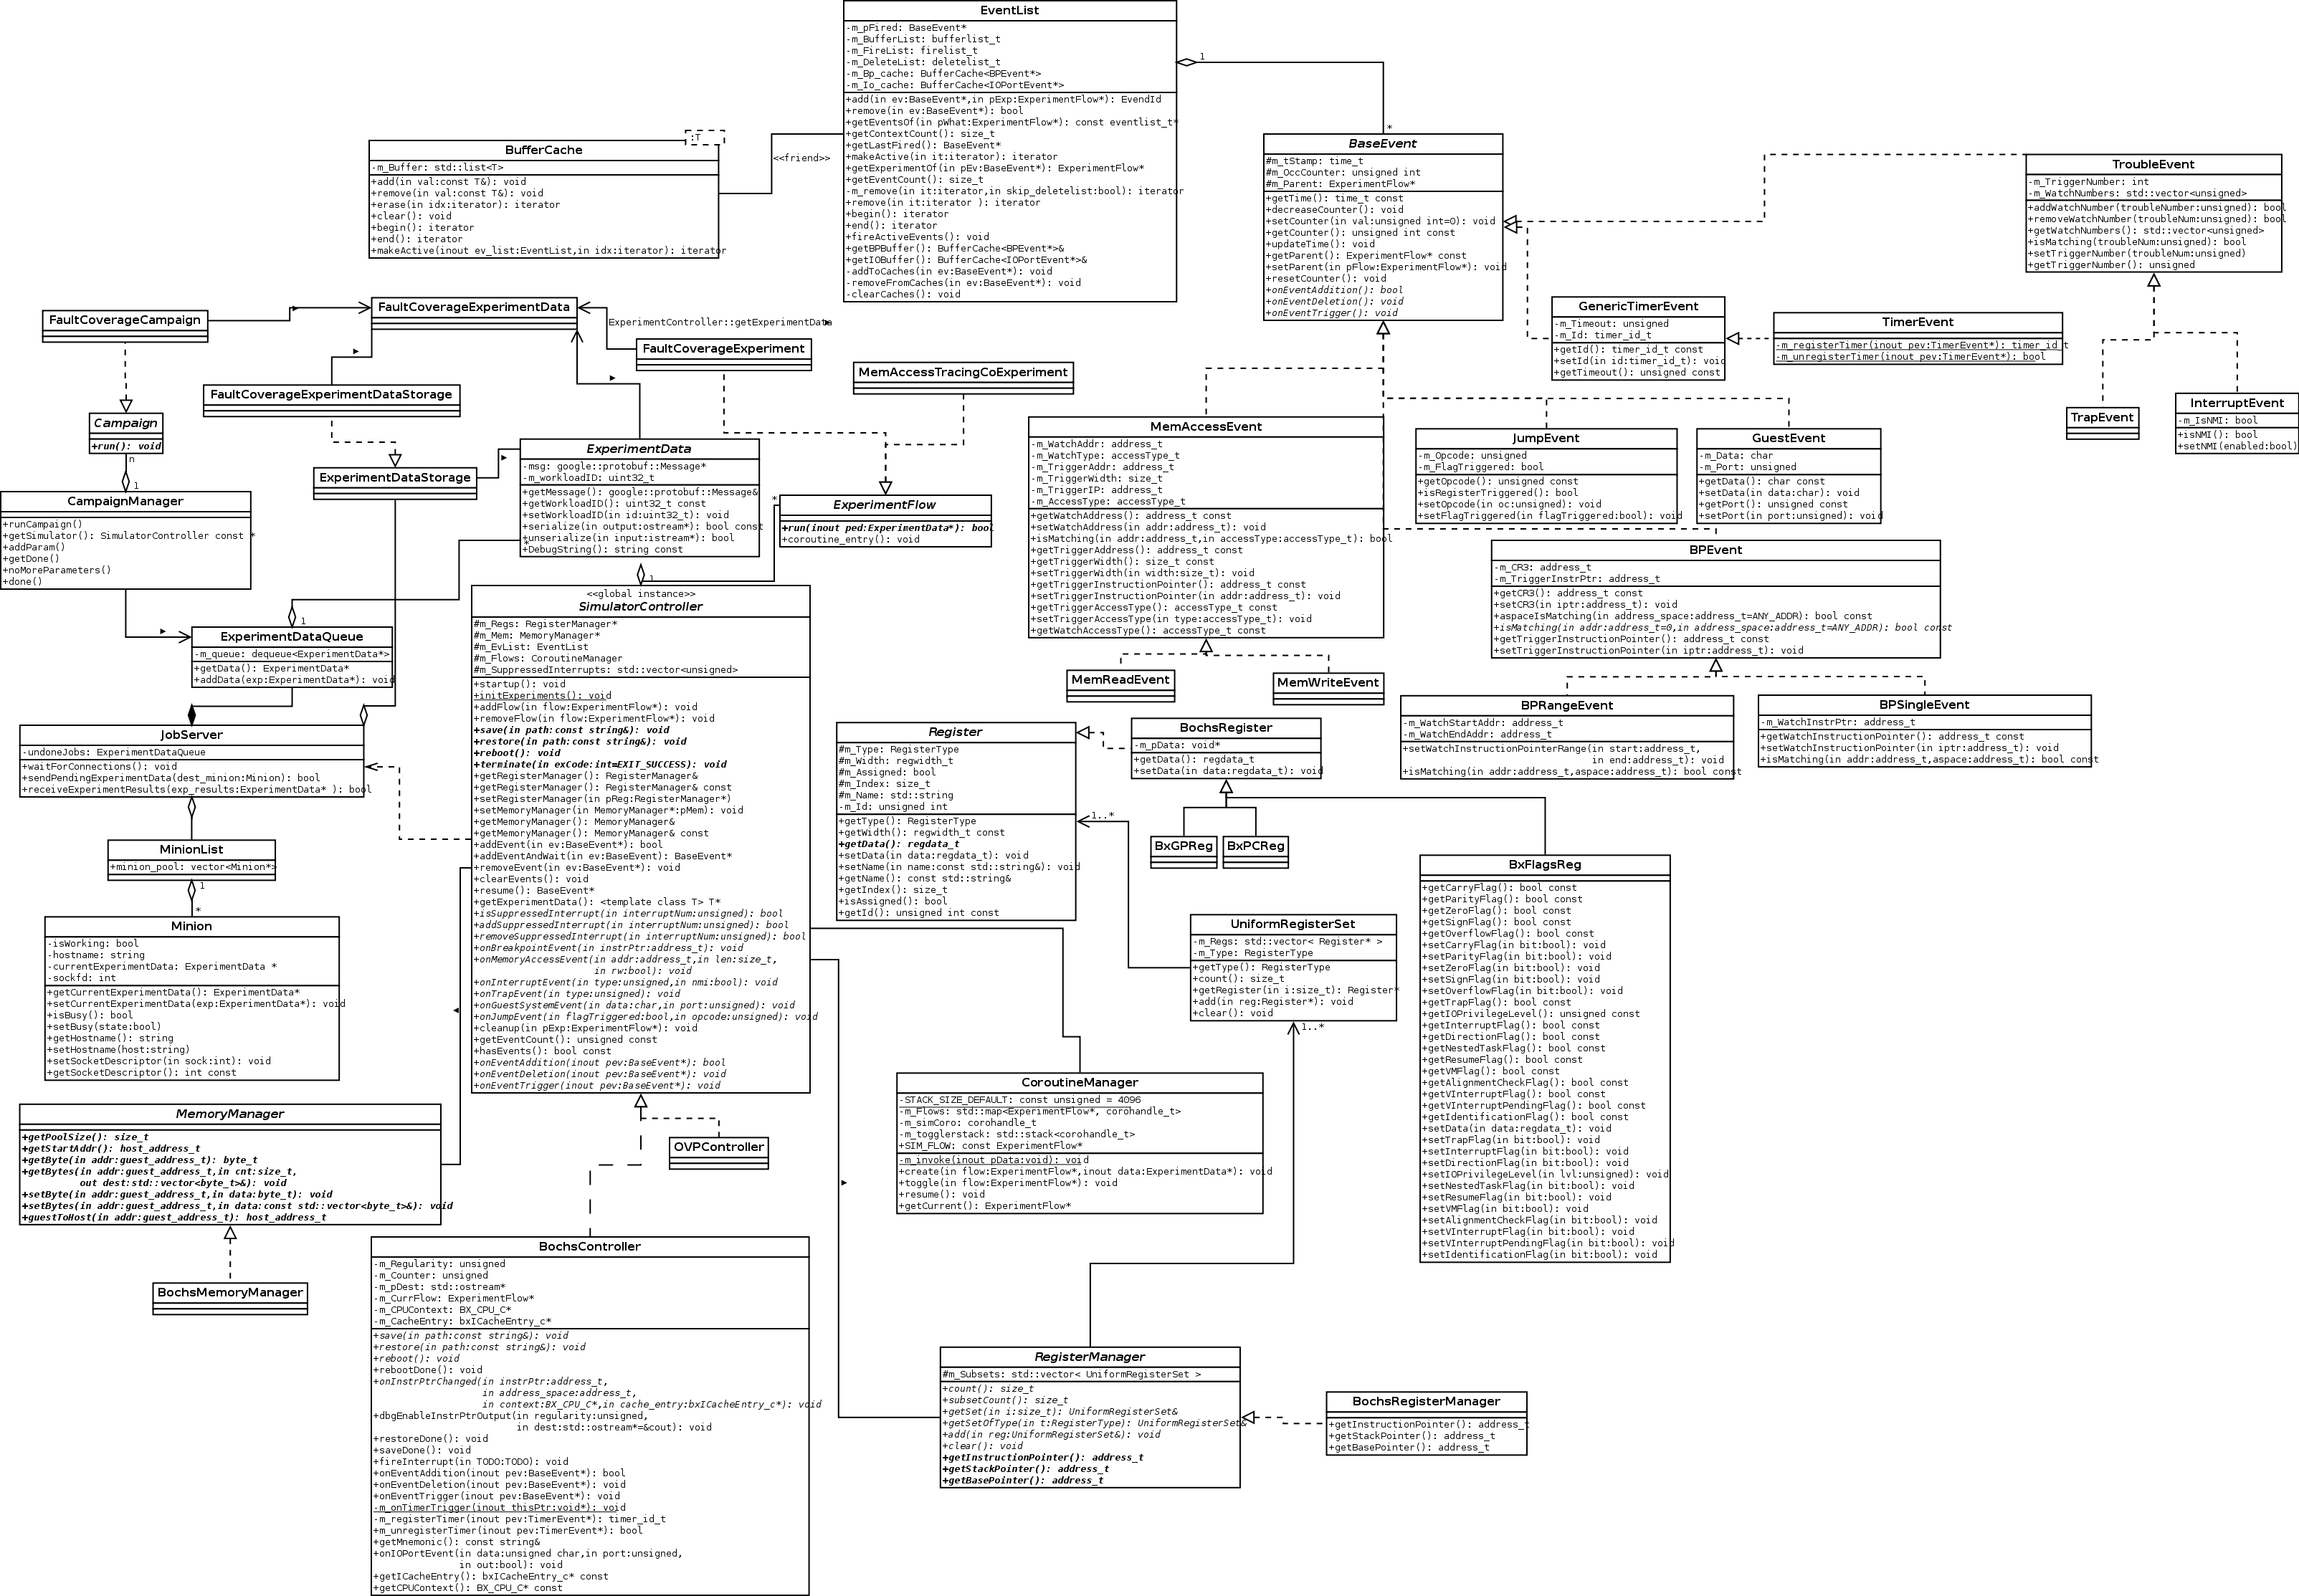 EventList
-m_pFired: BaseEvent*
-m_BufferList: bufferlist_t
-m_FireList: firelist_t
-m_DeleteList: deletelist_t
-m_Bp_cache: BufferCache<BPEvent*>
-m_Io_cache: BufferCache<IOPortEvent*>
+add(in ev:BaseEvent*,in pExp:ExperimentFlow*): EvendId
+remove(in ev:BaseEvent*): bool
+getEventsOf(in pWhat:ExperimentFlow*): const eventlist_t*
+getContextCount(): size_t
+getLastFired(): BaseEvent*
+makeActive(in it:iterator): iterator
+getExperimentOf(in pEv:BaseEvent*): ExperimentFlow*
+getEventCount(): size_t
-m_remove(in it:iterator,in skip_deletelist:bool): iterator
+remove(in it:iterator ): iterator
+begin(): iterator
+end(): iterator
+fireActiveEvents(): void
+getBPBuffer(): BufferCache<BPEvent*>&
+getIOBuffer(): BufferCache<IOPortEvent*>&
-addToCaches(in ev:BaseEvent*): void
-removeFromCaches(in ev:BaseEvent*): void
-clearCaches(): void
1
*
<<friend>>
:T
BufferCache
-m_Buffer: std::list<T>
+add(in val:const T&): void
+remove(in val:const T&): void
+erase(in idx:iterator): iterator
+clear(): void
+begin(): iterator
+end(): iterator
+makeActive(inout ev_list:EventList,in idx:iterator): iterator
BaseEvent
#m_tStamp: time_t
#m_OccCounter: unsigned int
#m_Parent: ExperimentFlow*
+getTime(): time_t const
+decreaseCounter(): void
+setCounter(in val:unsigned int=0): void
+getCounter(): unsigned int const
+updateTime(): void
+getParent(): ExperimentFlow* const
+setParent(in pFlow:ExperimentFlow*): void
+resetCounter(): void
+onEventAddition(): bool
+onEventDeletion(): void
+onEventTrigger(): void
TroubleEvent
-m_TriggerNumber: int
-m_WatchNumbers: std::vector<unsigned>
+addWatchNumber(troubleNumber:unsigned): bool
+removeWatchNumber(troubleNum:unsigned): bool
+getWatchNumbers(): std::vector<unsigned>
+isMatching(troubleNum:unsigned): bool
+setTriggerNumber(troubleNum:unsigned)
+getTriggerNumber(): unsigned
GenericTimerEvent
-m_Timeout: unsigned
-m_Id: timer_id_t
+getId(): timer_id_t const
+setId(in id:timer_id_t): void
+getTimeout(): unsigned const
TimerEvent
-m_registerTimer(inout pev:TimerEvent*): timer_id_t
-m_unregisterTimer(inout pev:TimerEvent*): bool
TrapEvent
InterruptEvent
-m_IsNMI: bool
+isNMI(): bool
+setNMI(enabled:bool)
FaultCoverageCampaign
FaultCoverageExperimentData
ExperimentController::getExperimentData
FaultCoverageExperiment
MemAccessTracingCoExperiment
FaultCoverageExperimentDataStorage
Campaign
+run(): void
n
1
CampaignManager
+runCampaign()
+getSimulator(): SimulatorController const *
+addParam()
+getDone()
+noMoreParameters()
+done()
ExperimentDataStorage
ExperimentData
-msg: google::protobuf::Message*
-m_workloadID: uint32_t
+getMessage(): google::protobuf::Message&
+getWorkloadID(): uint32_t const
+setWorkloadID(in id:uint32_t): void
+serialize(in output:ostream*): bool const
+unserialize(in input:istream*): bool
+DebugString(): string const
*
*
1
ExperimentFlow
+run(inout ped:ExperimentData*): bool
+coroutine_entry(): void
MemAccessEvent
-m_WatchAddr: address_t
-m_WatchType: accessType_t
-m_TriggerAddr: address_t
-m_TriggerWidth: size_t
-m_TriggerIP: address_t
-m_AccessType: accessType_t
+getWatchAddress(): address_t const
+setWatchAddress(in addr:address_t): void
+isMatching(in addr:address_t,in accessType:accessType_t): bool
+getTriggerAddress(): address_t const
+getTriggerWidth(): size_t const
+setTriggerWidth(in width:size_t): void
+getTriggerInstructionPointer(): address_t const
+setTriggerInstructionPointer(in addr:address_t): void
+getTriggerAccessType(): accessType_t const
+setTriggerAccessType(in type:accessType_t): void
+getWatchAccessType(): accessType_t const
JumpEvent
-m_Opcode: unsigned
-m_FlagTriggered: bool
+getOpcode(): unsigned const
+isRegisterTriggered(): bool
+setOpcode(in oc:unsigned): void
+setFlagTriggered(in flagTriggered:bool): void
GuestEvent
-m_Data: char
-m_Port: unsigned
+getData(): char const
+setData(in data:char): void
+getPort(): unsigned const
+setPort(in port:unsigned): void
BPEvent
-m_CR3: address_t
-m_TriggerInstrPtr: address_t
+getCR3(): address_t const
+setCR3(in iptr:address_t): void
+aspaceIsMatching(in address_space:address_t=ANY_ADDR): bool const
+isMatching(in addr:address_t=0,in address_space:address_t=ANY_ADDR): bool const
+getTriggerInstructionPointer(): address_t const
+setTriggerInstructionPointer(in iptr:address_t): void
MemReadEvent
MemWriteEvent
BPRangeEvent
-m_WatchStartAddr: address_t
-m_WatchEndAddr: address_t
+setWatchInstructionPointerRange(in start:address_t,
in end:address_t): void
+isMatching(in addr:address_t,aspace:address_t): bool const
BPSingleEvent
-m_WatchInstrPtr: address_t
+getWatchInstructionPointer(): address_t const
+setWatchInstructionPointer(in iptr:address_t): void
+isMatching(in addr:address_t,aspace:address_t): bool const
1
ExperimentDataQueue
-m_queue: dequeue<ExperimentData*>
+getData(): ExperimentData*
+addData(exp:ExperimentData*): void
JobServer
-undoneJobs: ExperimentDataQueue
+waitForConnections(): void
+sendPendingExperimentData(dest_minion:Minion): bool
+receiveExperimentResults(exp_results:ExperimentData* ): bool
MinionList
+minion_pool: vector<Minion*>
1
*
Minion
-isWorking: bool
-hostname: string
-currentExperimentData: ExperimentData *
-sockfd: int
+getCurrentExperimentData(): ExperimentData*
+setCurrentExperimentData(exp:ExperimentData*): void
+isBusy(): bool
+setBusy(state:bool)
+getHostname(): string
+setHostname(host:string)
+setSocketDescriptor(in sock:int): void
+getSocketDescriptor(): int const
<<global instance>>
SimulatorController
#m_Regs: RegisterManager*
#m_Mem: MemoryManager*
#m_EvList: EventList
#m_Flows: CoroutineManager
#m_SuppressedInterrupts: std::vector<unsigned>
+startup(): void
+initExperiments(): void
+addFlow(in flow:ExperimentFlow*): void
+removeFlow(in flow:ExperimentFlow*): void
+save(in path:const string&): void
+restore(in path:const string&): void
+reboot(): void
+terminate(in exCode:int=EXIT_SUCCESS): void
+getRegisterManager(): RegisterManager&
+getRegisterManager(): RegisterManager& const
+setRegisterManager(in pReg:RegisterManager*)
+setMemoryManager(in MemoryManager*:pMem): void
+getMemoryManager(): MemoryManager&
+getMemoryManager(): MemoryManager& const
+addEvent(in ev:BaseEvent*): bool
+addEventAndWait(in ev:BaseEvent): BaseEvent*
+removeEvent(in ev:BaseEvent*): void
+clearEvents(): void
+resume(): BaseEvent*
+getExperimentData(): <template class T> T*
+isSuppressedInterrupt(in interruptNum:unsigned): bool
+addSuppressedInterrupt(in interruptNum:unsigned): bool
+removeSuppressedInterrupt(in interruptNum:unsigned): bool
+onBreakpointEvent(in instrPtr:address_t): void
+onMemoryAccessEvent(in addr:address_t,in len:size_t,
in rw:bool): void
+onInterruptEvent(in type:unsigned,in nmi:bool): void
+onTrapEvent(in type:unsigned): void
+onGuestSystemEvent(in data:char,in port:unsigned): void
+onJumpEvent(in flagTriggered:bool,in opcode:unsigned): void
+cleanup(in pExp:ExperimentFlow*): void
+getEventCount(): unsigned const
+hasEvents(): bool const
+onEventAddition(inout pev:BaseEvent*): bool
+onEventDeletion(inout pev:BaseEvent*): void
+onEventTrigger(inout pev:BaseEvent*): void
Register
#m_Type: RegisterType
#m_Width: regwidth_t
#m_Assigned: bool
#m_Index: size_t
#m_Name: std::string
-m_Id: unsigned int
+getType(): RegisterType
+getWidth(): regwidth_t const
+getData(): regdata_t
+setData(in data:regdata_t): void
+setName(in name:const std::string&): void
+getName(): const std::string&
+getIndex(): size_t
+isAssigned(): bool
+getId(): unsigned int const
BochsRegister
-m_pData: void*
+getData(): regdata_t
+setData(in data:regdata_t): void
1..*
BxGPReg
BxPCReg
BxFlagsReg
+getCarryFlag(): bool const
+getParityFlag(): bool const
+getZeroFlag(): bool const
+getSignFlag(): bool const
+getOverflowFlag(): bool const
+setCarryFlag(in bit:bool): void
+setParityFlag(in bit:bool): void
+setZeroFlag(in bit:bool): void
+setSignFlag(in bit:bool): void
+setOverflowFlag(in bit:bool): void
+getTrapFlag(): bool const
+getIOPrivilegeLevel(): unsigned const
+getInterruptFlag(): bool const
+getDirectionFlag(): bool const
+getNestedTaskFlag(): bool const
+getResumeFlag(): bool const
+getVMFlag(): bool const
+getAlignmentCheckFlag(): bool const
+getVInterruptFlag(): bool const
+getVInterruptPendingFlag(): bool const
+getIdentificationFlag(): bool const
+setData(in data:regdata_t): void
+setTrapFlag(in bit:bool): void
+setInterruptFlag(in bit:bool): void
+setDirectionFlag(in bit:bool): void
+setIOPrivilegeLevel(in lvl:unsigned): void
+setNestedTaskFlag(in bit:bool): void
+setResumeFlag(in bit:bool): void
+setVMFlag(in bit:bool): void
+setAlignmentCheckFlag(in bit:bool): void
+setVInterruptFlag(in bit:bool): void
+setVInterruptPendingFlag(in bit:bool): void
+setIdentificationFlag(in bit:bool): void
UniformRegisterSet
-m_Regs: std::vector< Register* >
-m_Type: RegisterType
+getType(): RegisterType
+count(): size_t
+getRegister(in i:size_t): Register*
+add(in reg:Register*): void
+clear(): void
1..*
CoroutineManager
-STACK_SIZE_DEFAULT: const unsigned = 4096
-m_Flows: std::map<ExperimentFlow*, corohandle_t>
-m_simCoro: corohandle_t
-m_togglerstack: std::stack<corohandle_t>
+SIM_FLOW: const ExperimentFlow*
-m_invoke(inout pData:void): void
+create(in flow:ExperimentFlow*,inout data:ExperimentData*): void
+toggle(in flow:ExperimentFlow*): void
+resume(): void
+getCurrent(): ExperimentFlow*
MemoryManager
+getPoolSize(): size_t
+getStartAddr(): host_address_t
+getByte(in addr:guest_address_t): byte_t
+getBytes(in addr:guest_address_t,in cnt:size_t,
out dest:std::vector<byte_t>&): void
+setByte(in addr:guest_address_t,in data:byte_t): void
+setBytes(in addr:guest_address_t,in data:const std::vector<byte_t>&): void
+guestToHost(in addr:guest_address_t): host_address_t
BochsMemoryManager
OVPController
BochsController
-m_Regularity: unsigned
-m_Counter: unsigned
-m_pDest: std::ostream*
-m_CurrFlow: ExperimentFlow*
-m_CPUContext: BX_CPU_C*
-m_CacheEntry: bxICacheEntry_c*
+save(in path:const string&): void
+restore(in path:const string&): void
+reboot(): void
+rebootDone(): void
+onInstrPtrChanged(in instrPtr:address_t,
in address_space:address_t,
in context:BX_CPU_C*,in cache_entry:bxICacheEntry_c*): void
+dbgEnableInstrPtrOutput(in regularity:unsigned,
in dest:std::ostream*=&cout): void
+restoreDone(): void
+saveDone(): void
+fireInterrupt(in TODO:TODO): void
+onEventAddition(inout pev:BaseEvent*): bool
+onEventDeletion(inout pev:BaseEvent*): void
+onEventTrigger(inout pev:BaseEvent*): void
-m_onTimerTrigger(inout thisPtr:void*): void
-m_registerTimer(inout pev:TimerEvent*): timer_id_t
+m_unregisterTimer(inout pev:TimerEvent*): bool
+getMnemonic(): const string&
+onIOPortEvent(in data:unsigned char,in port:unsigned,
in out:bool): void
+getICacheEntry(): bxICacheEntry_c* const
+getCPUContext(): BX_CPU_C* const
RegisterManager
#m_Subsets: std::vector< UniformRegisterSet >
+count(): size_t
+subsetCount(): size_t
+getSet(in i:size_t): UniformRegisterSet&
+getSetOfType(in t:RegisterType): UniformRegisterSet&
+add(in reg:UniformRegisterSet&): void
+clear(): void
+getInstructionPointer(): address_t
+getStackPointer(): address_t
+getBasePointer(): address_t
BochsRegisterManager
+getInstructionPointer(): address_t
+getStackPointer(): address_t
+getBasePointer(): address_t